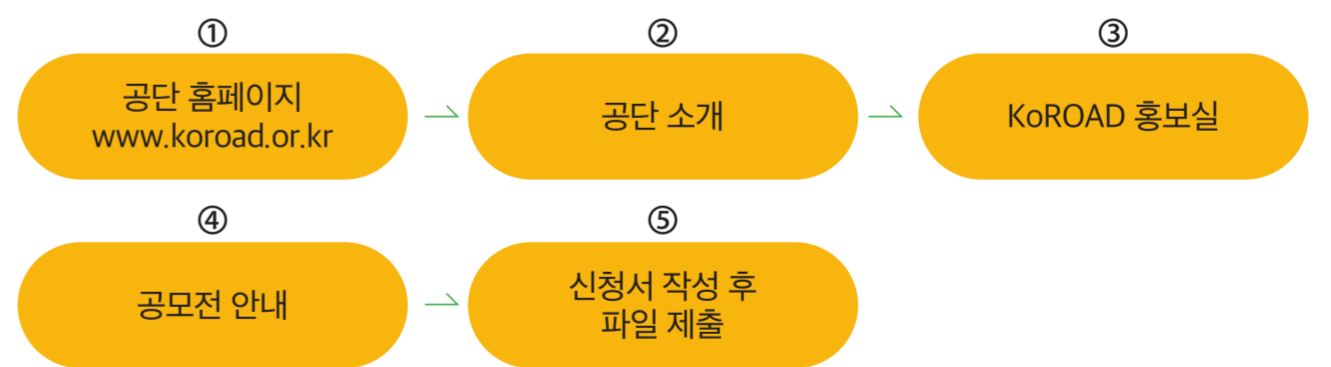 ①
공단 홈페이지
www.koroad.or.kr
②
공단 소개
③
KoROAD 홍보실
④
공모전 안내
⑤
신청서 작성 후
파일 제출